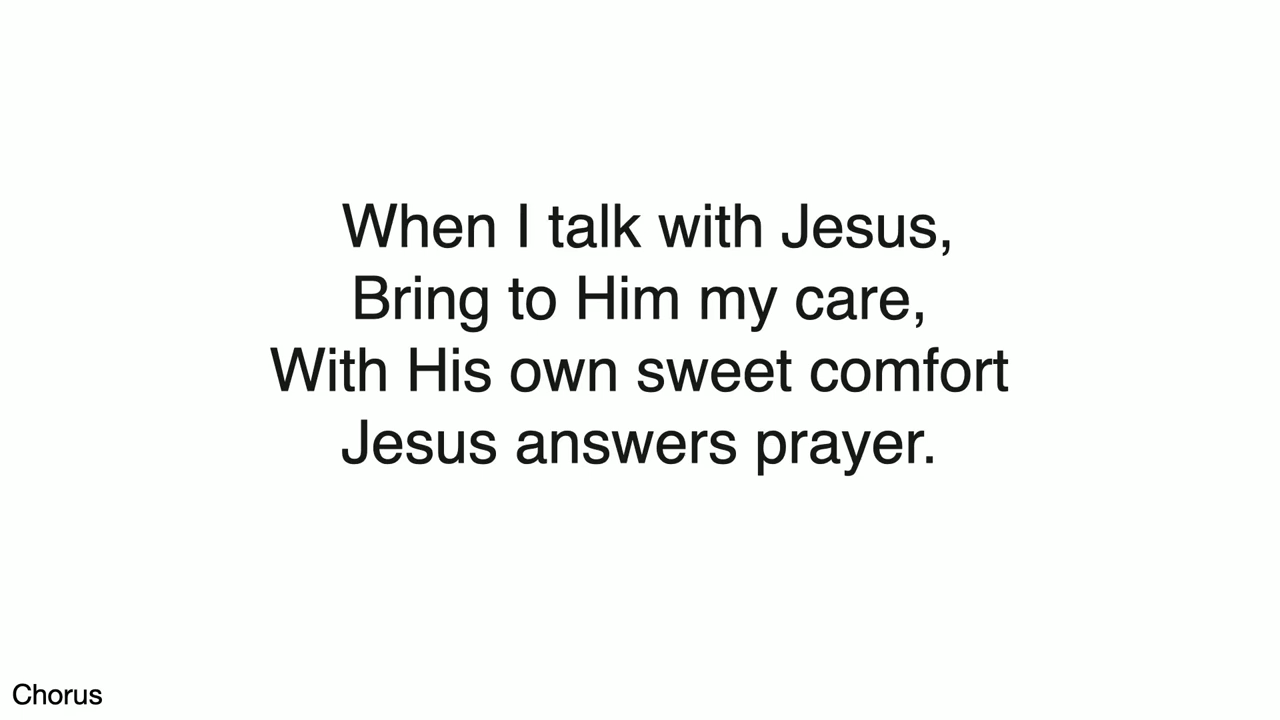 When I talk with Jesus,
Bring to Him my care,
With His own sweet comfort
Jesus answers prayer.
Chorus